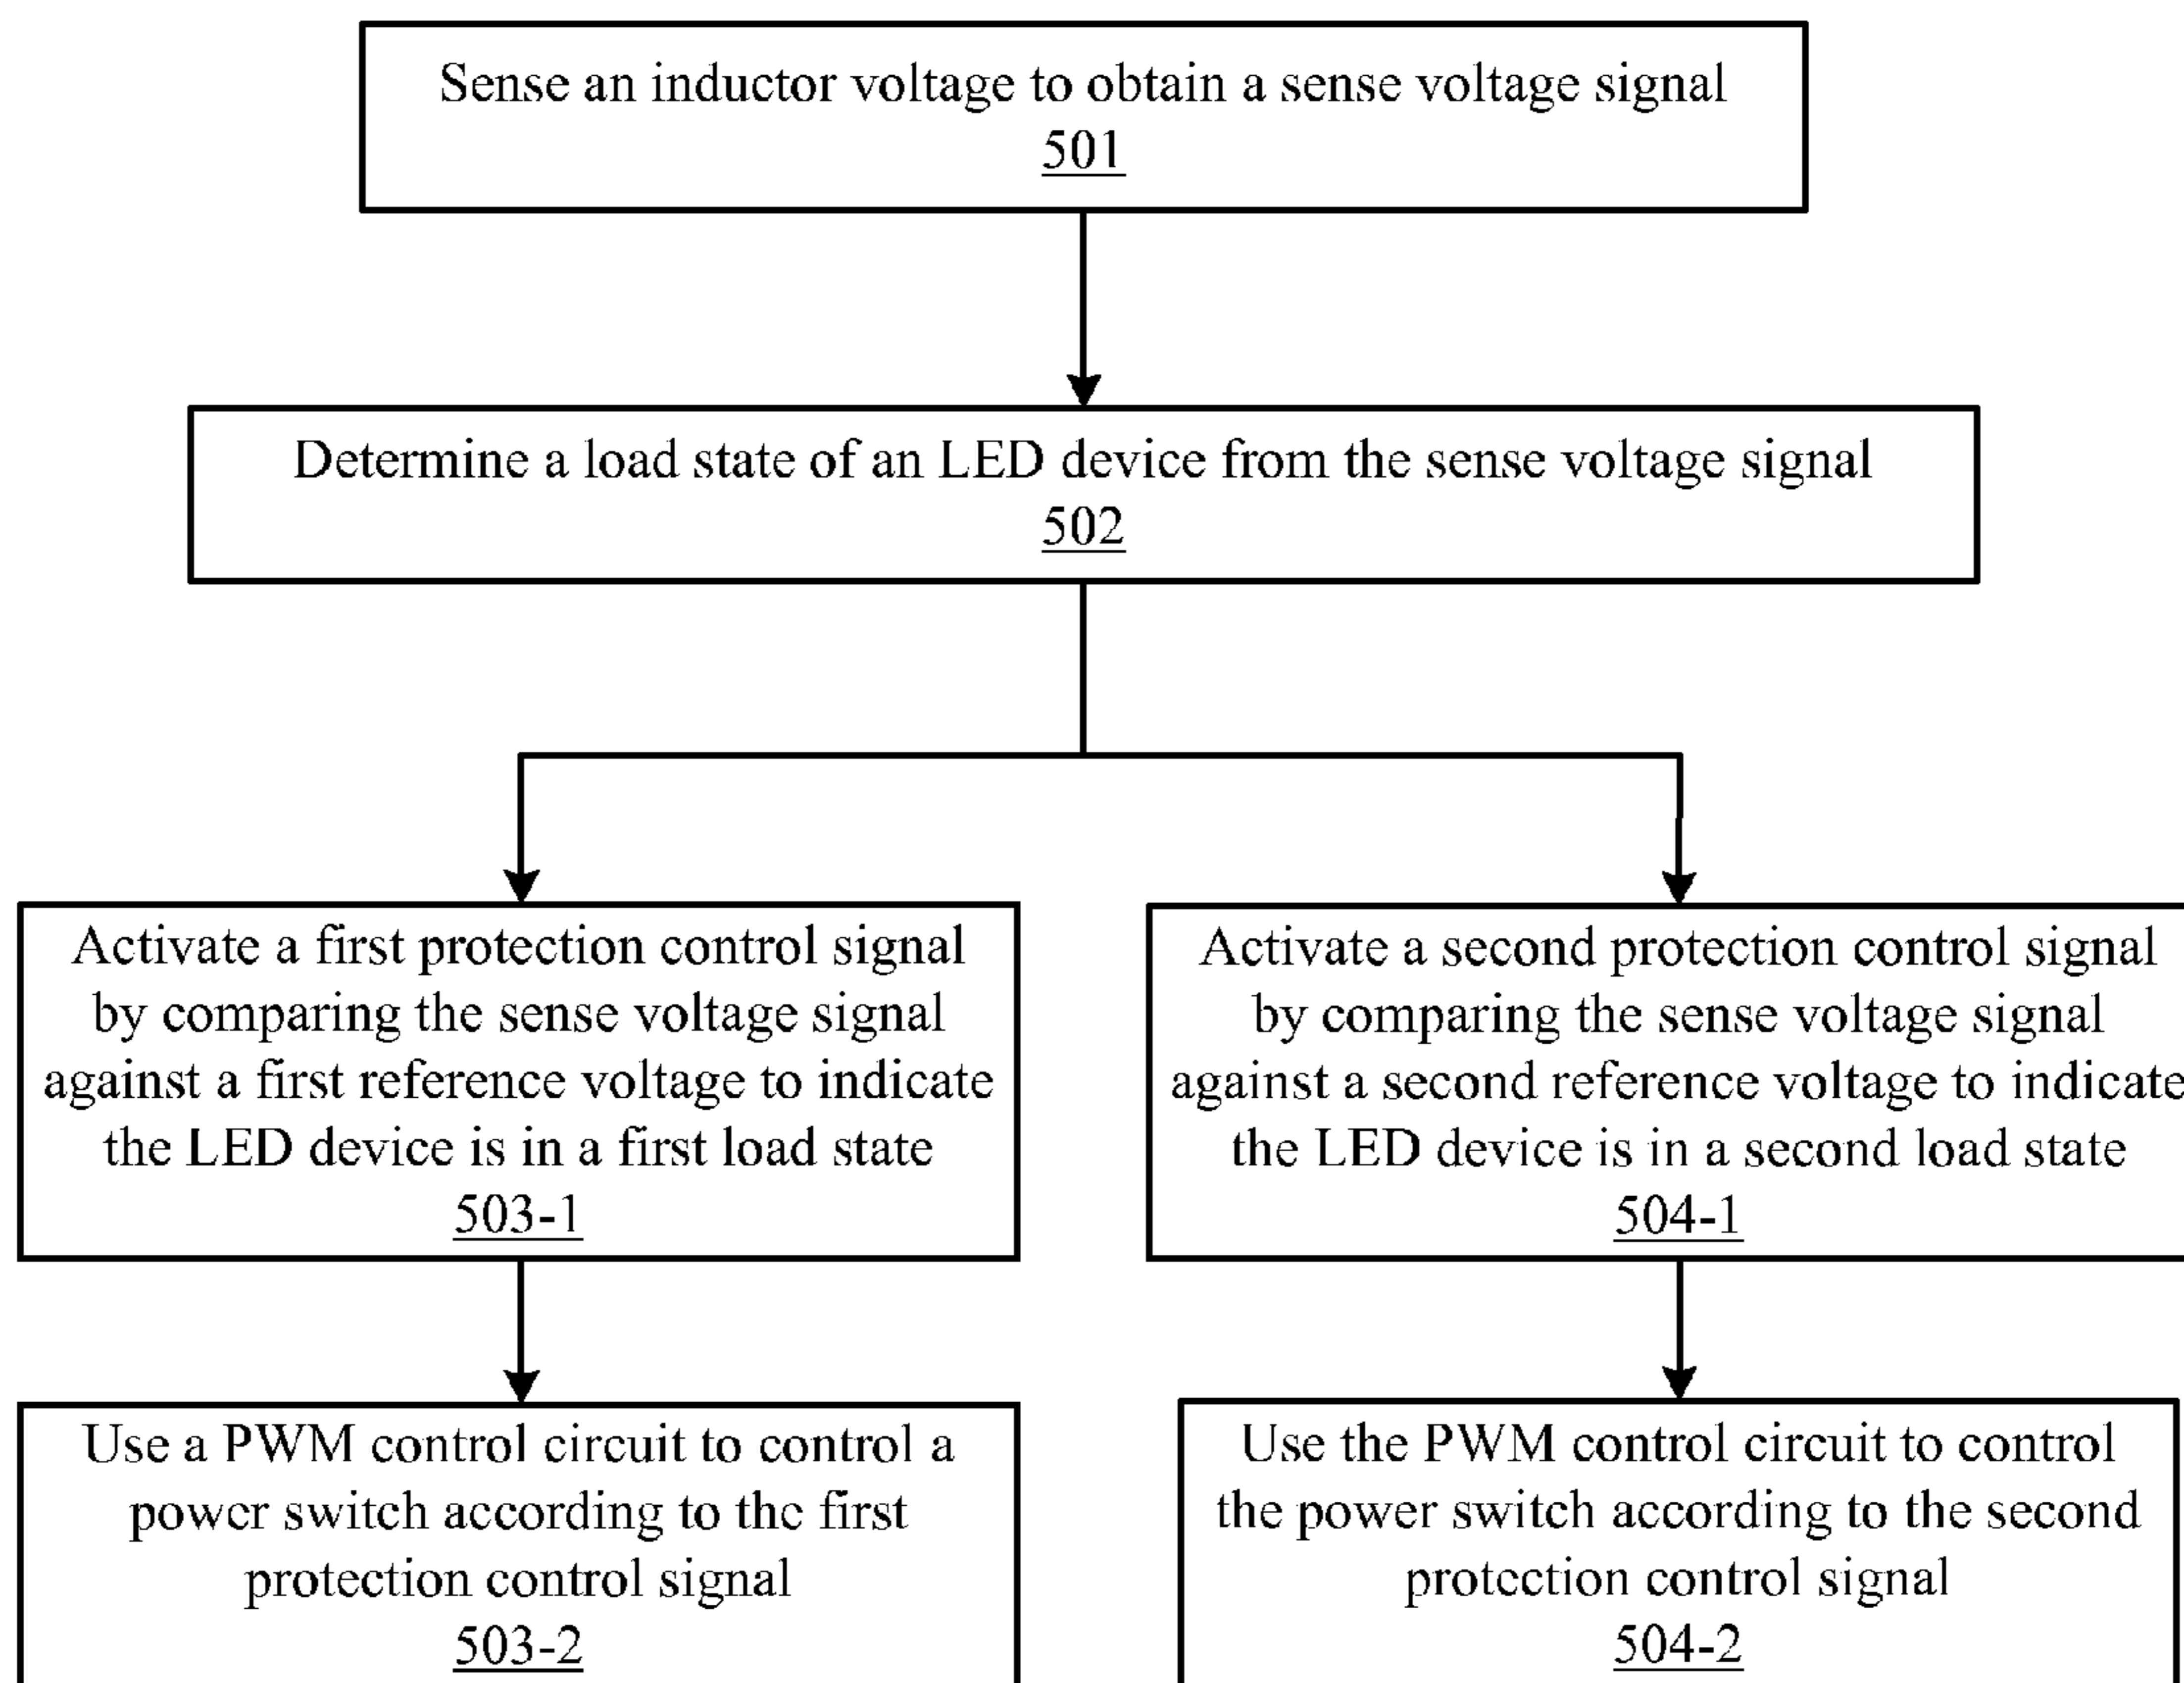 Sense an inductor voltage to obtain a sense voltage signal
501
Determine a load state of an LED device from the sense voltage signal
502
Activate a first protection control signal
by comparing the sense voltage signal
against a first reference voltage to indicate
the LED device is in a first load state
503-1
Activate a second protection control signal
by comparing the sense voltage signal
against a second reference voltage to indicate
the LED device is in a second load state
504-1
Use a PWM control circuit to control a
power switch according to the first
protection control signal
503-2
Use the PWM control circuit to control
the power switch according to the second
protection control signal
504-2